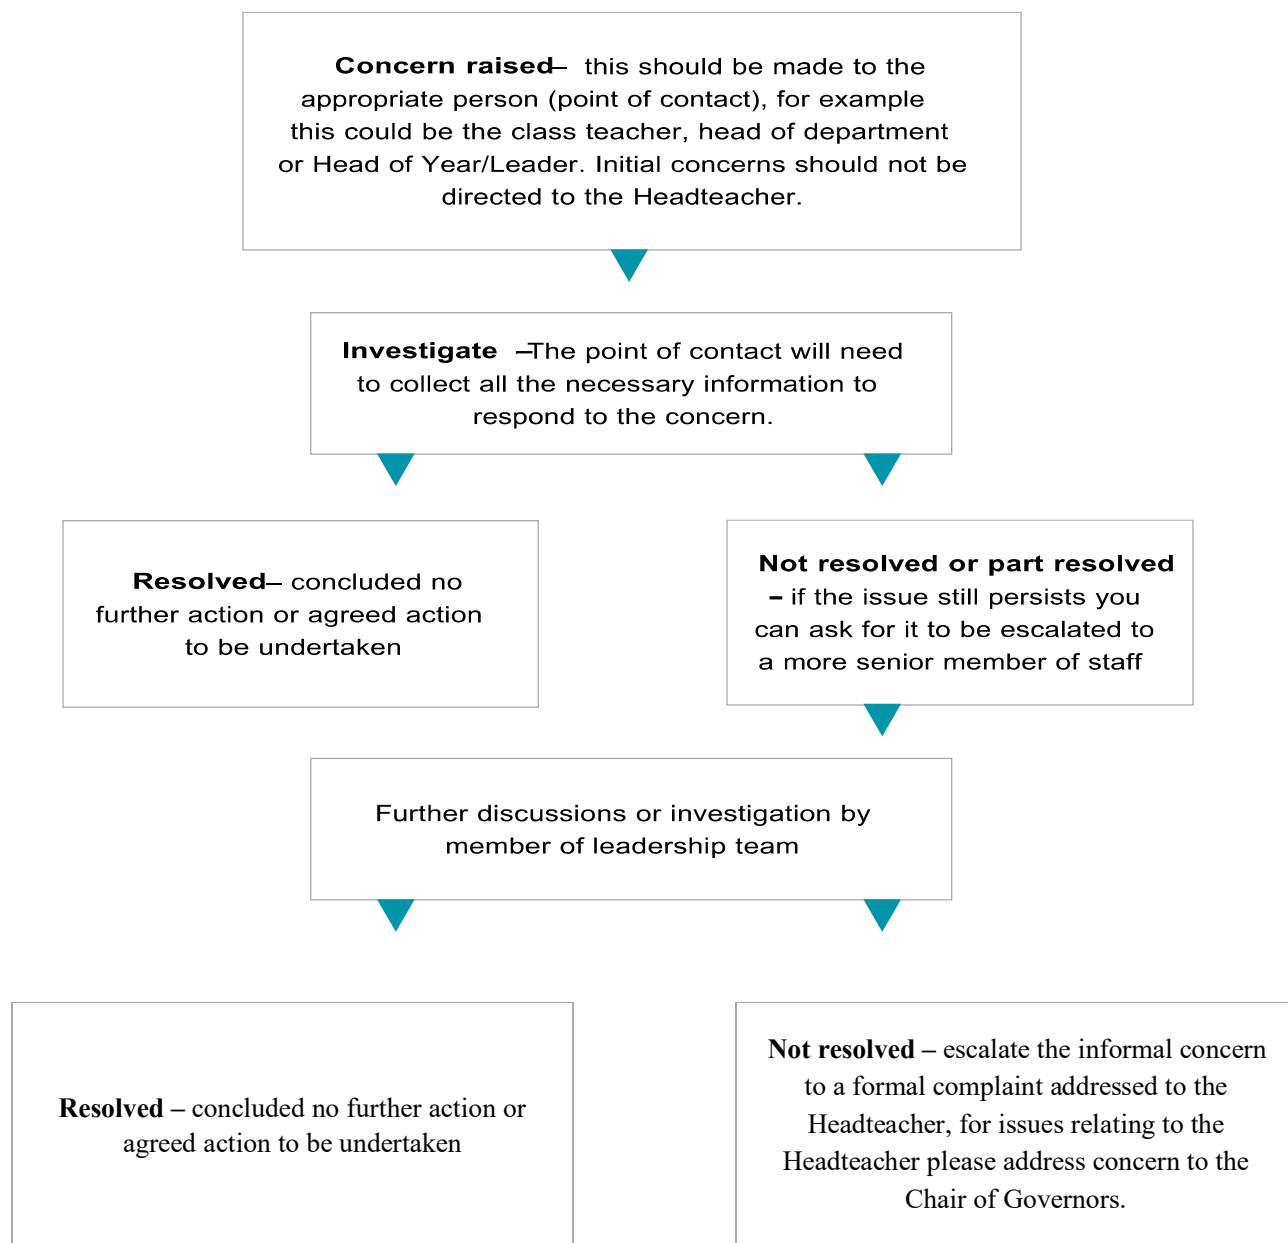 Concern raised– this should be made to the
appropriate person (point of contact), for example
this could be the class teacher, head of department
or Head of Year/Leader. Initial concerns should not be
directed to the Headteacher.
Investigate –The point of contact will need
to collect all the necessary information to
respond to the concern.
Resolved– concluded no
further action or agreed action
to be undertaken
Not resolved or part resolved
– if the issue still persists you
can ask for it to be escalated to
a more senior member of staff
Further discussions or investigation by
member of leadership team
Resolved – concluded no further action or
agreed action to be undertaken
Not resolved – escalate the informal concern
to a formal complaint addressed to the
Headteacher, for issues relating to the
Headteacher please address concern to the
Chair of Governors.